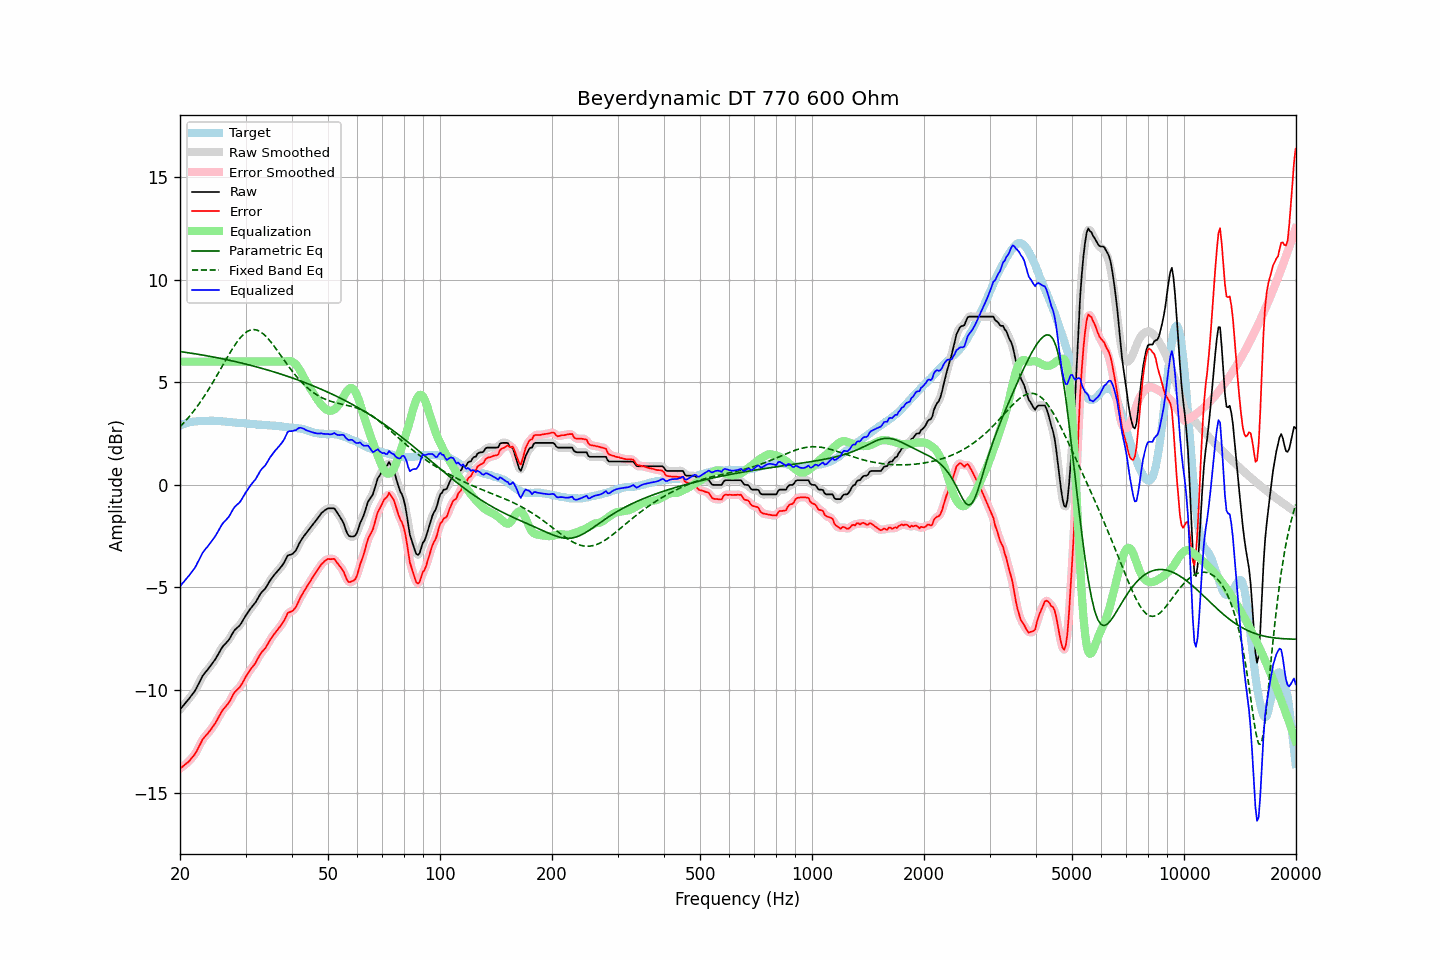 Beyerdynamic DT 770 600 Ohm
Target
Raw Smoothed
Error Smoothed
Raw
Error
Equalization
Parametric Eq
Fixed Band Eq
Equalized
15
10
5
0
−5
−10
−15
Amplitude (dBr)
20 50 100 200 500 1000 2000 5000 10000 20000
Frequency (Hz)